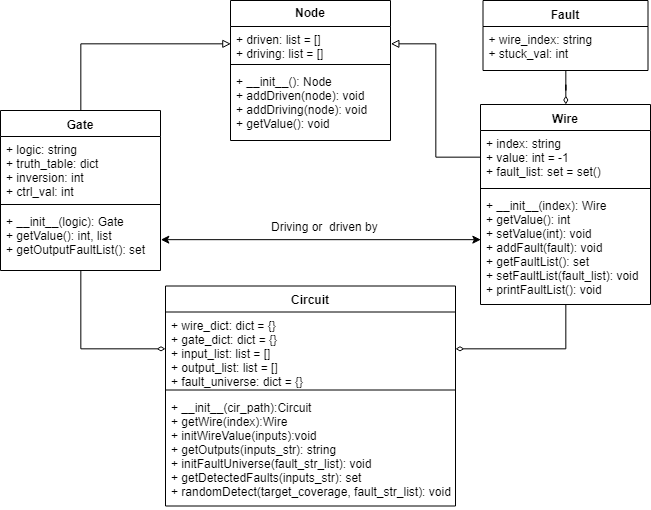 Node
+ driven: list = []
+ driving: list = []
+ __init__(): Node
+ addDriven(node): void
+ addDriving(node): void
+ getValue(): void
Fault
+ wire_index: string
+ stuck_val: int
Gate
+ logic: string
+ truth_table: dict
+ inversion: int
+ ctrl_val: int
+ __init__(logic): Gate
+ getValue(): int, list
+ getOutputFaultList(): set
Wire
+ index: string
+ value: int = -1
+ fault_list: set = set()
+ __init__(index): Wire
+ getValue(): int
+ setValue(int): void
+ addFault(fault): void
+ getFaultList(): set
+ setFaultList(fault_list): void
+ printFaultList(): void
Driving or driven by
Circuit
+ wire_dict: dict = {}
+ gate_dict: dict = {}
+ input_list: list = []
+ output_list: list = []
+ fault_universe: dict = {}
+ __init__(cir_path):Circuit
+ getWire(index):Wire
+ initWireValue(inputs):void
+ getOutputs(inputs_str): string
+ initFaultUniverse(fault_str_list): void
+ getDetectedFaults(inputs_str): set
+ randomDetect(target_coverage, fault_str_list): void